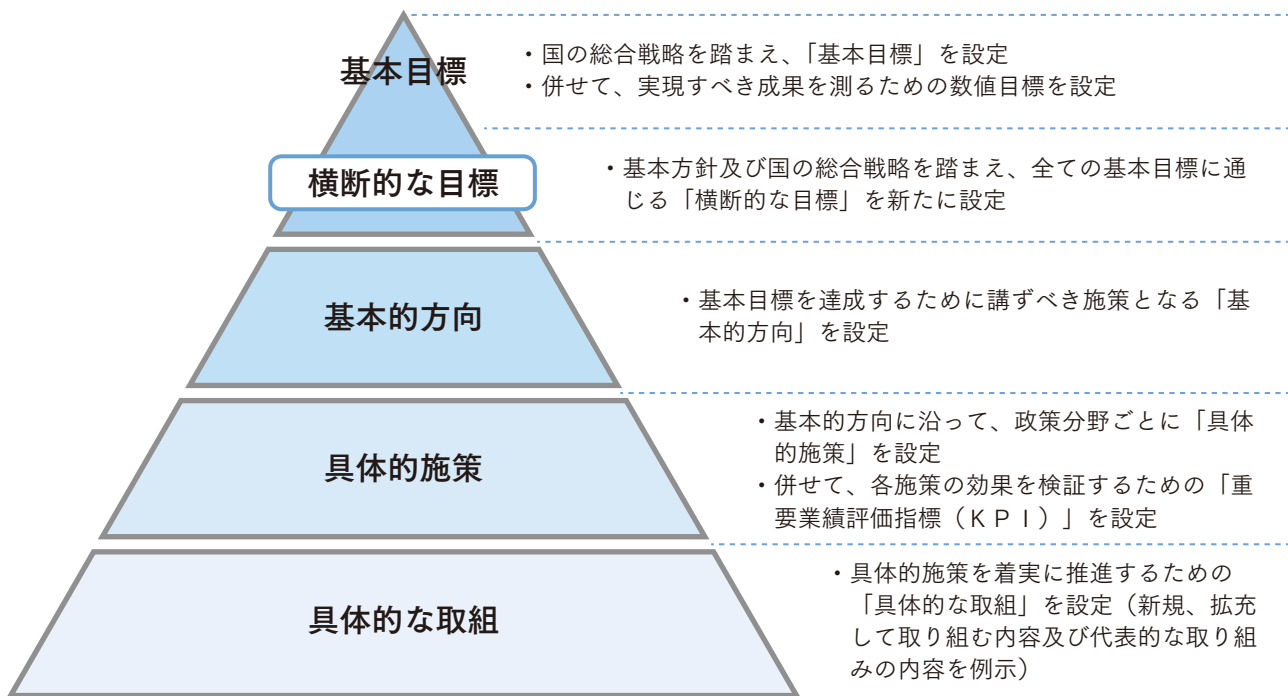 基本目標
・国の総合戦略を踏まえ、「基本目標」を設定
・併せて、実現すべき成果を測るための数値目標を設定
横断的な目標
・基本方針及び国の総合戦略を踏まえ、全ての基本目標に通
じる「横断的な目標」を新たに設定
基本的方向
・基本目標を達成するために講ずべき施策となる「基
本的方向」を設定
具体的施策
・基本的方向に沿って、政策分野ごとに「具体
的施策」を設定
・併せて、各施策の効果を検証するための「重
要業績評価指標（ＫＰＩ）」を設定
具体的な取組
・具体的施策を着実に推進するための
「具体的な取組」を設定（新規、拡充
して取り組む内容及び代表的な取り組
みの内容を例示）